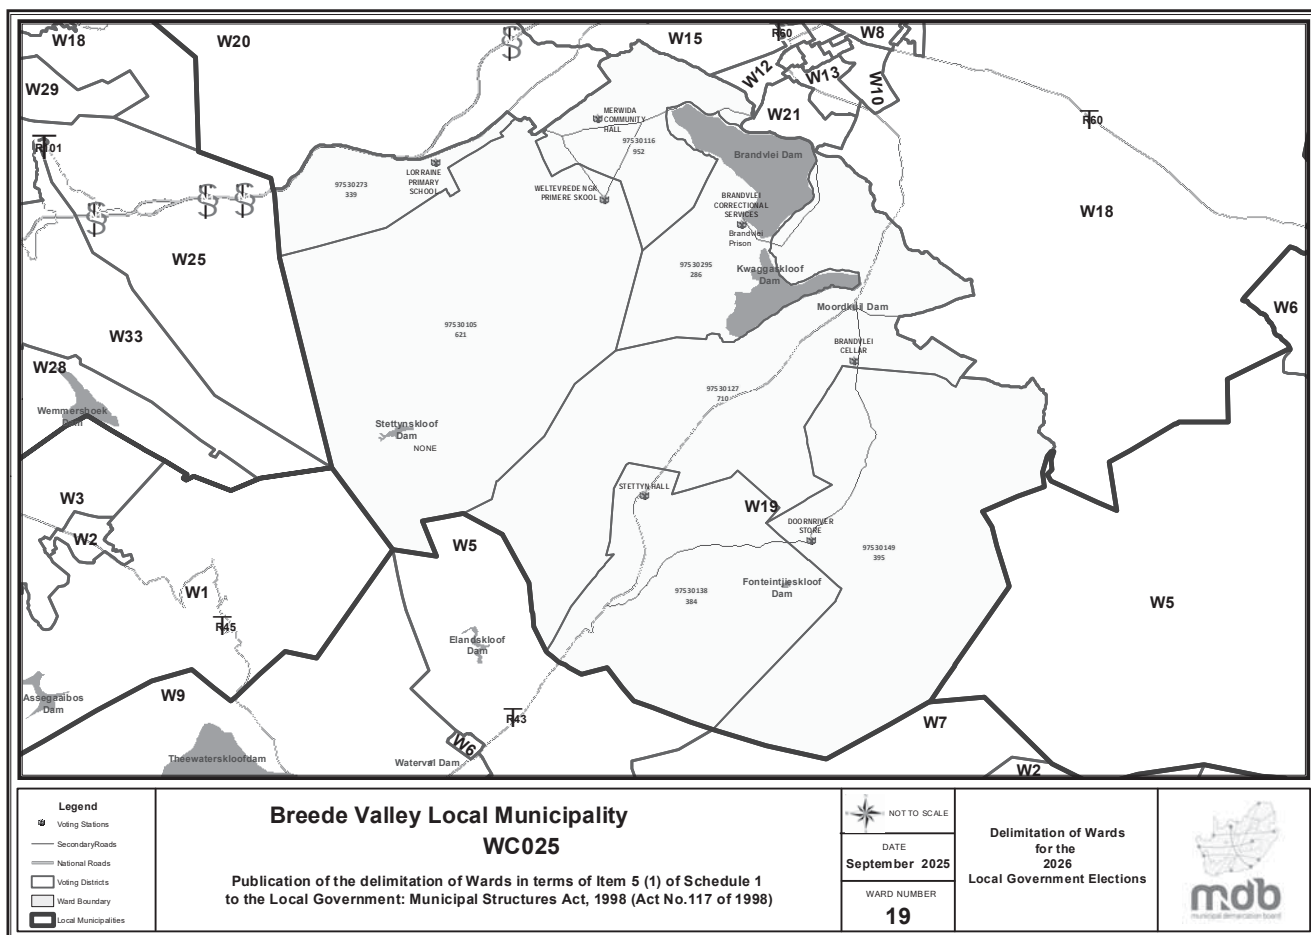 W18
W20
W15
R60
W8
W29
W12
W13
W10
W21
R60
R101
MERWIDA
COMMUNITY
HALL
97530116
952
Brandvlei Dam
LORRAINE
PRIMARY
SCHOOL
97530273
339
WELTEVREDE NGK
PRIMERE SKOOL
BRANDVLEI
CORRECTIONAL
SERVICES
Brandvlei
Prison
W18
W25
97530295
286
Kwaggaskloof
Dam
Moordkuil Dam
W6
97530105
621
W33
BRANDVLEI
CELLAR
W28
Wemmershoek
Dam
97530127
710
Stettynskloof
Dam
NONE
W3
STETTYN HALL
W19
W2
DOORNRIVER
STORE
W5
97530149
395
W1
97530138
384
Fonteintjieskloof
Dam
W5
R45
Elandskloof
Dam
Assegaaibos
Dam
W9
R43
W7
W6
Theewaterskloofdam
Waterval Dam
W2
Legend
Voting Stations
SecondaryRoads
National Roads
Voting Districts
Ward Boundary
Local Municipalities
Breede Valley Local Municipality
WC025
Publication of the delimitation of Wards in terms of Item 5 (1) of Schedule 1
to the Local Government: Municipal Structures Act, 1998 (Act No.117 of 1998)
NOT TO SCALE
DATE
September 2025
WARD NUMBER
19
Delimitation of Wards
for the
2026
Local Government Elections
mdb
municipal demarcation board